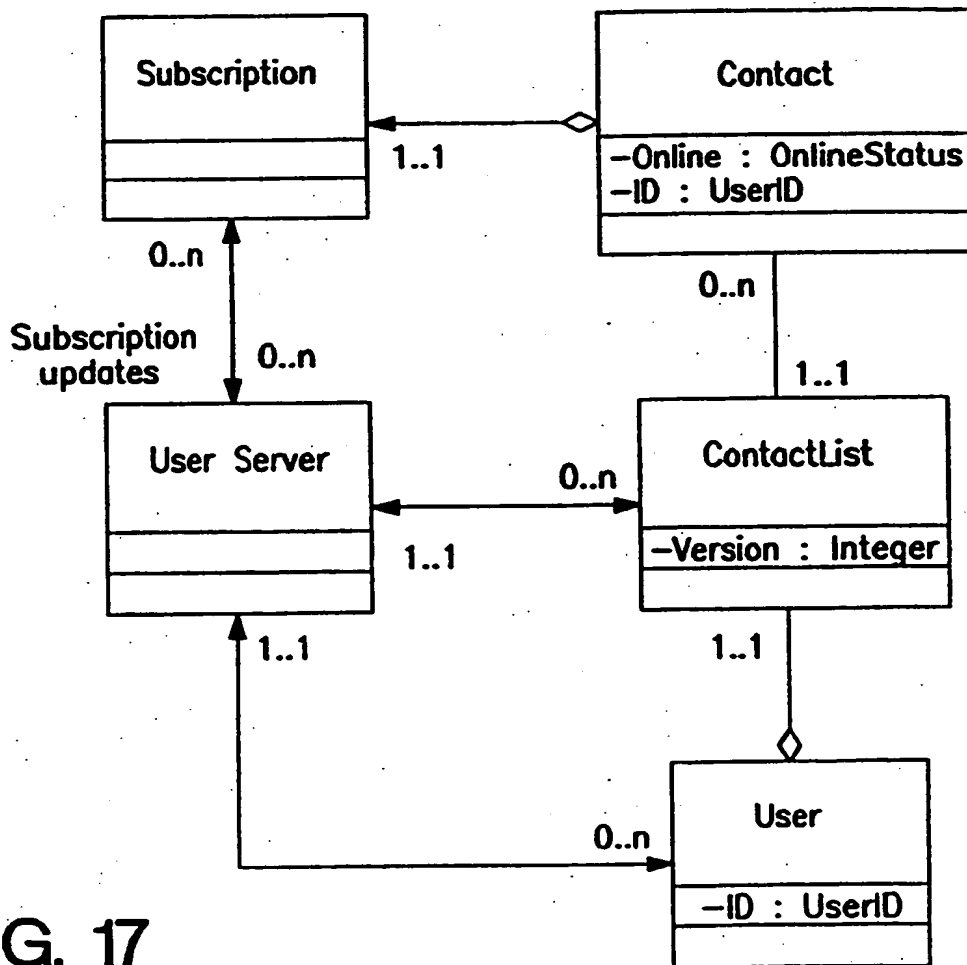 Subscription
Contact
1..1
-Online : OnlineStatus
-ID : UserID
0..n
0..n
Subscription
updates
0..n
1..1
User Server
ContactList
0..n
1..1
-Version : Integer
1..1
1..1
User
0..n
-ID : UserID
G. 17